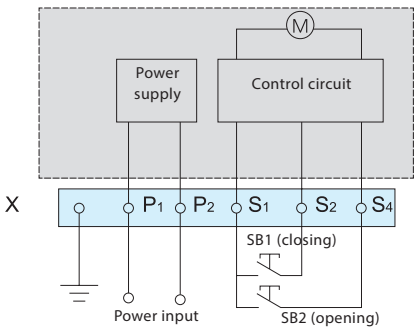 M
Power
supply
Control circuit
X
P1 P2 S1 S2 S4
SB1 (closing)
Power input
SB2 (opening)